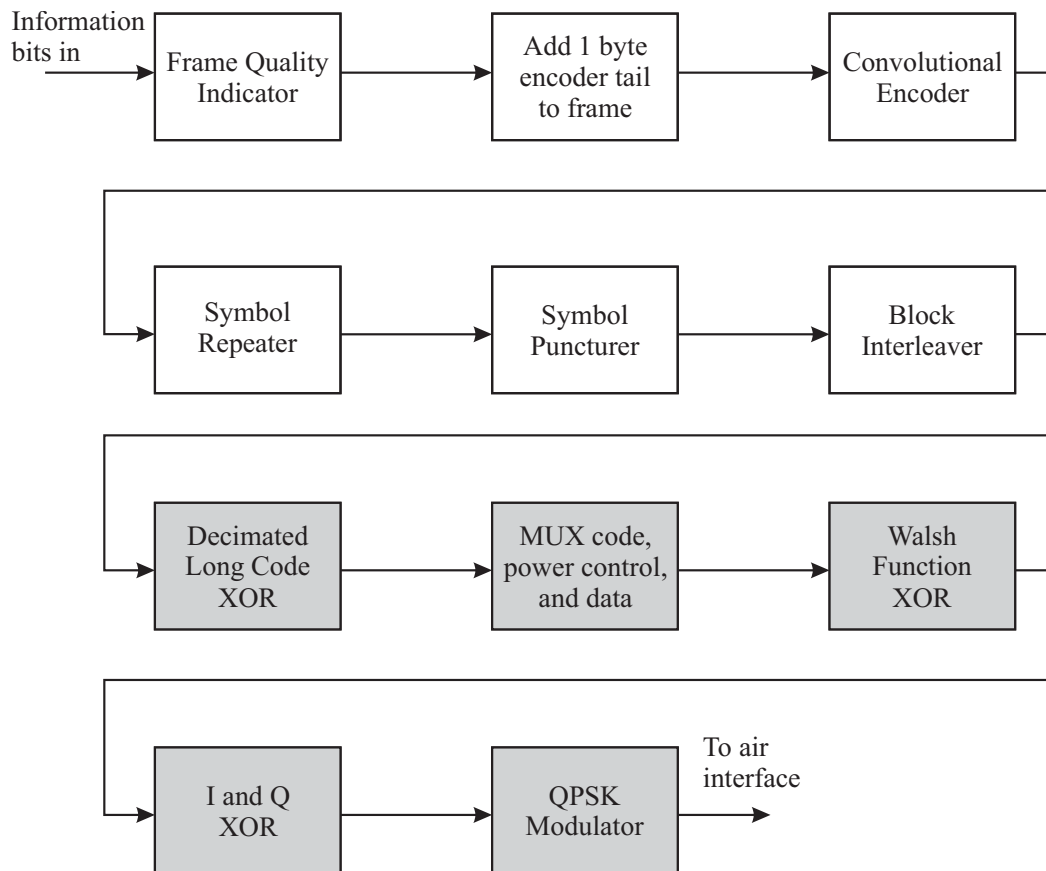 Information
bits in
Frame Quality
Indicator
Add 1 byte
encoder tail
to frame
Convolutional
Encoder
Symbol
Repeater
Symbol
Puncturer
Block
Interleaver
Decimated
Long Code
XOR
MUX code,
power control,
and data
Walsh
Function
XOR
I and Q
XOR
QPSK
Modulator
To air
interface